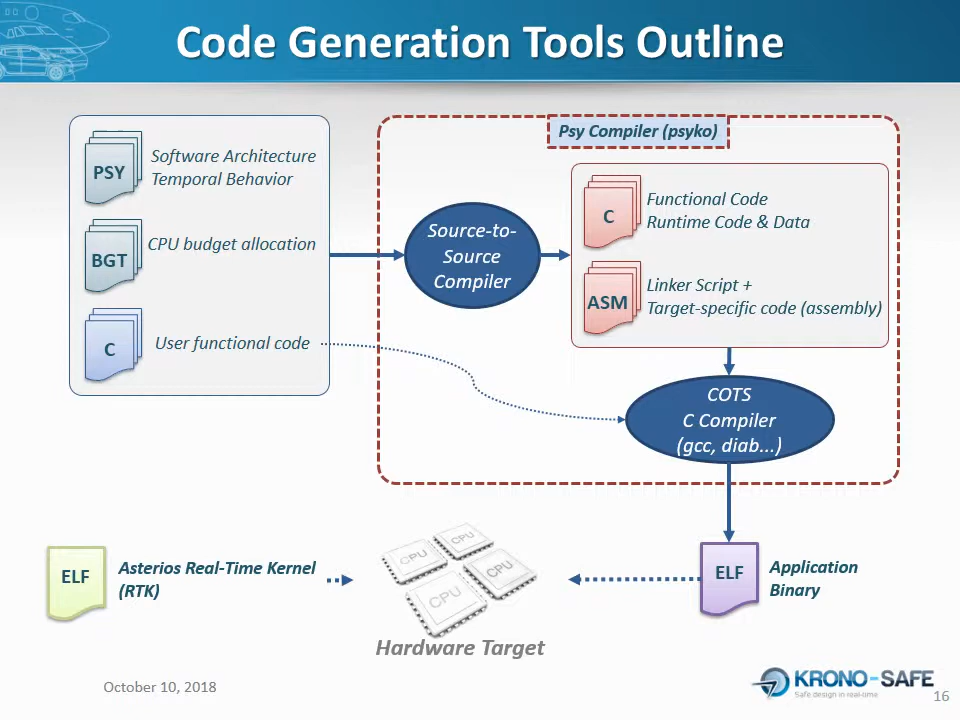 Code Generation Tools Outline
PSY
Software Architecture
Temporal Behavior
BGT
CPU budget allocation
C
User functional code
Psy Compiler (psyko)
Source-to-
Source
Compiler
C
Functional Code
Runtime Code & Data
ASM
Linker Script +
Target-specific code (assembly)
COTS
C Compiler
(gcc, diab...)
ELF
Asterios Real-Time Kernel
(RTK)
CPU
CPU
CPU
CPU
Hardware Target
ELF
Application
Binary
October 10, 2018
KRONO-SAFE
Safe design in real-time
16